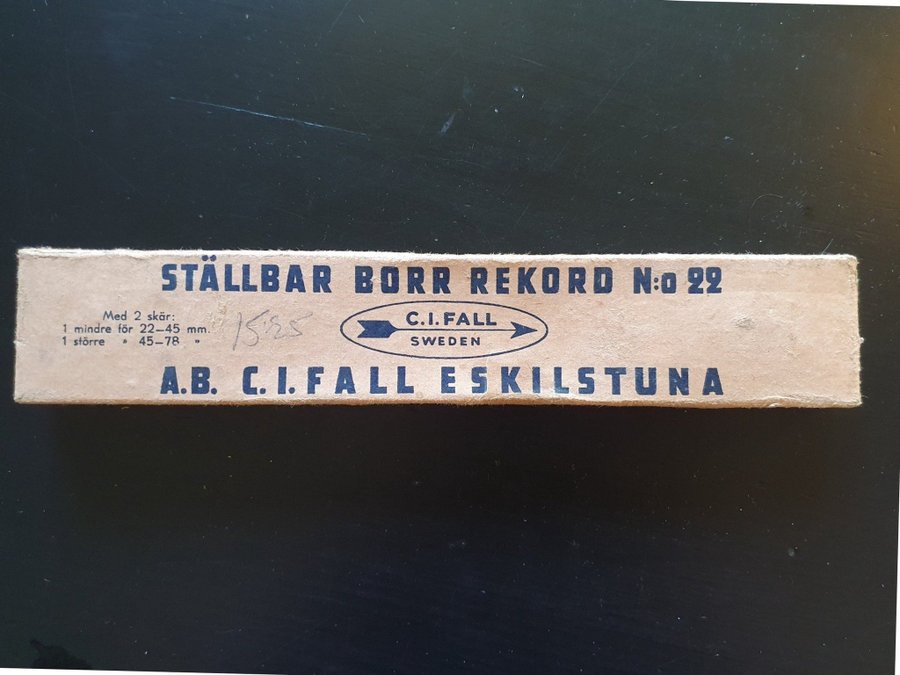 STÄLLBAR BORR REKORD N:o 22
Med 2 skär:
1 mindre för 22–45 mm.
1 större " 45–78 "
15:25
C.I.FALL
SWEDEN
A.B. C.I.FALL ESKILSTUNA